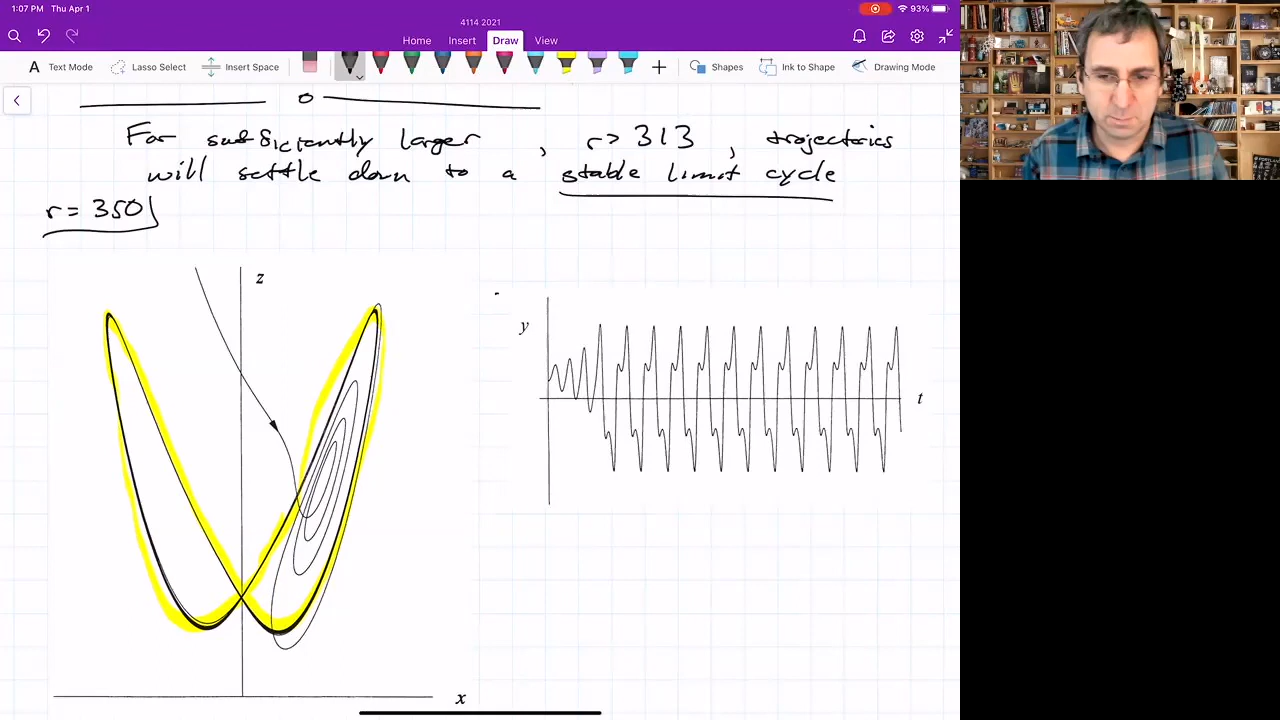 1:07 PM Thu Apr 1
93%
4114 2021
Home Insert Draw View
Text Mode Lasso Select Insert Space Shapes Ink to Shape Drawing Mode
For sufficiently larger , r > 313 , trajectories
will settle down to a stable limit cycle
r = 350
z
y
t
x